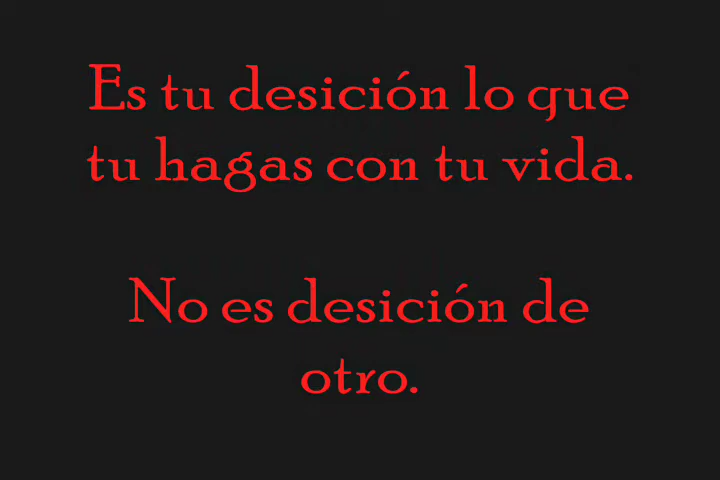 Es tu desición lo que
tu hagas con tu vida.
No es desición de
otro.